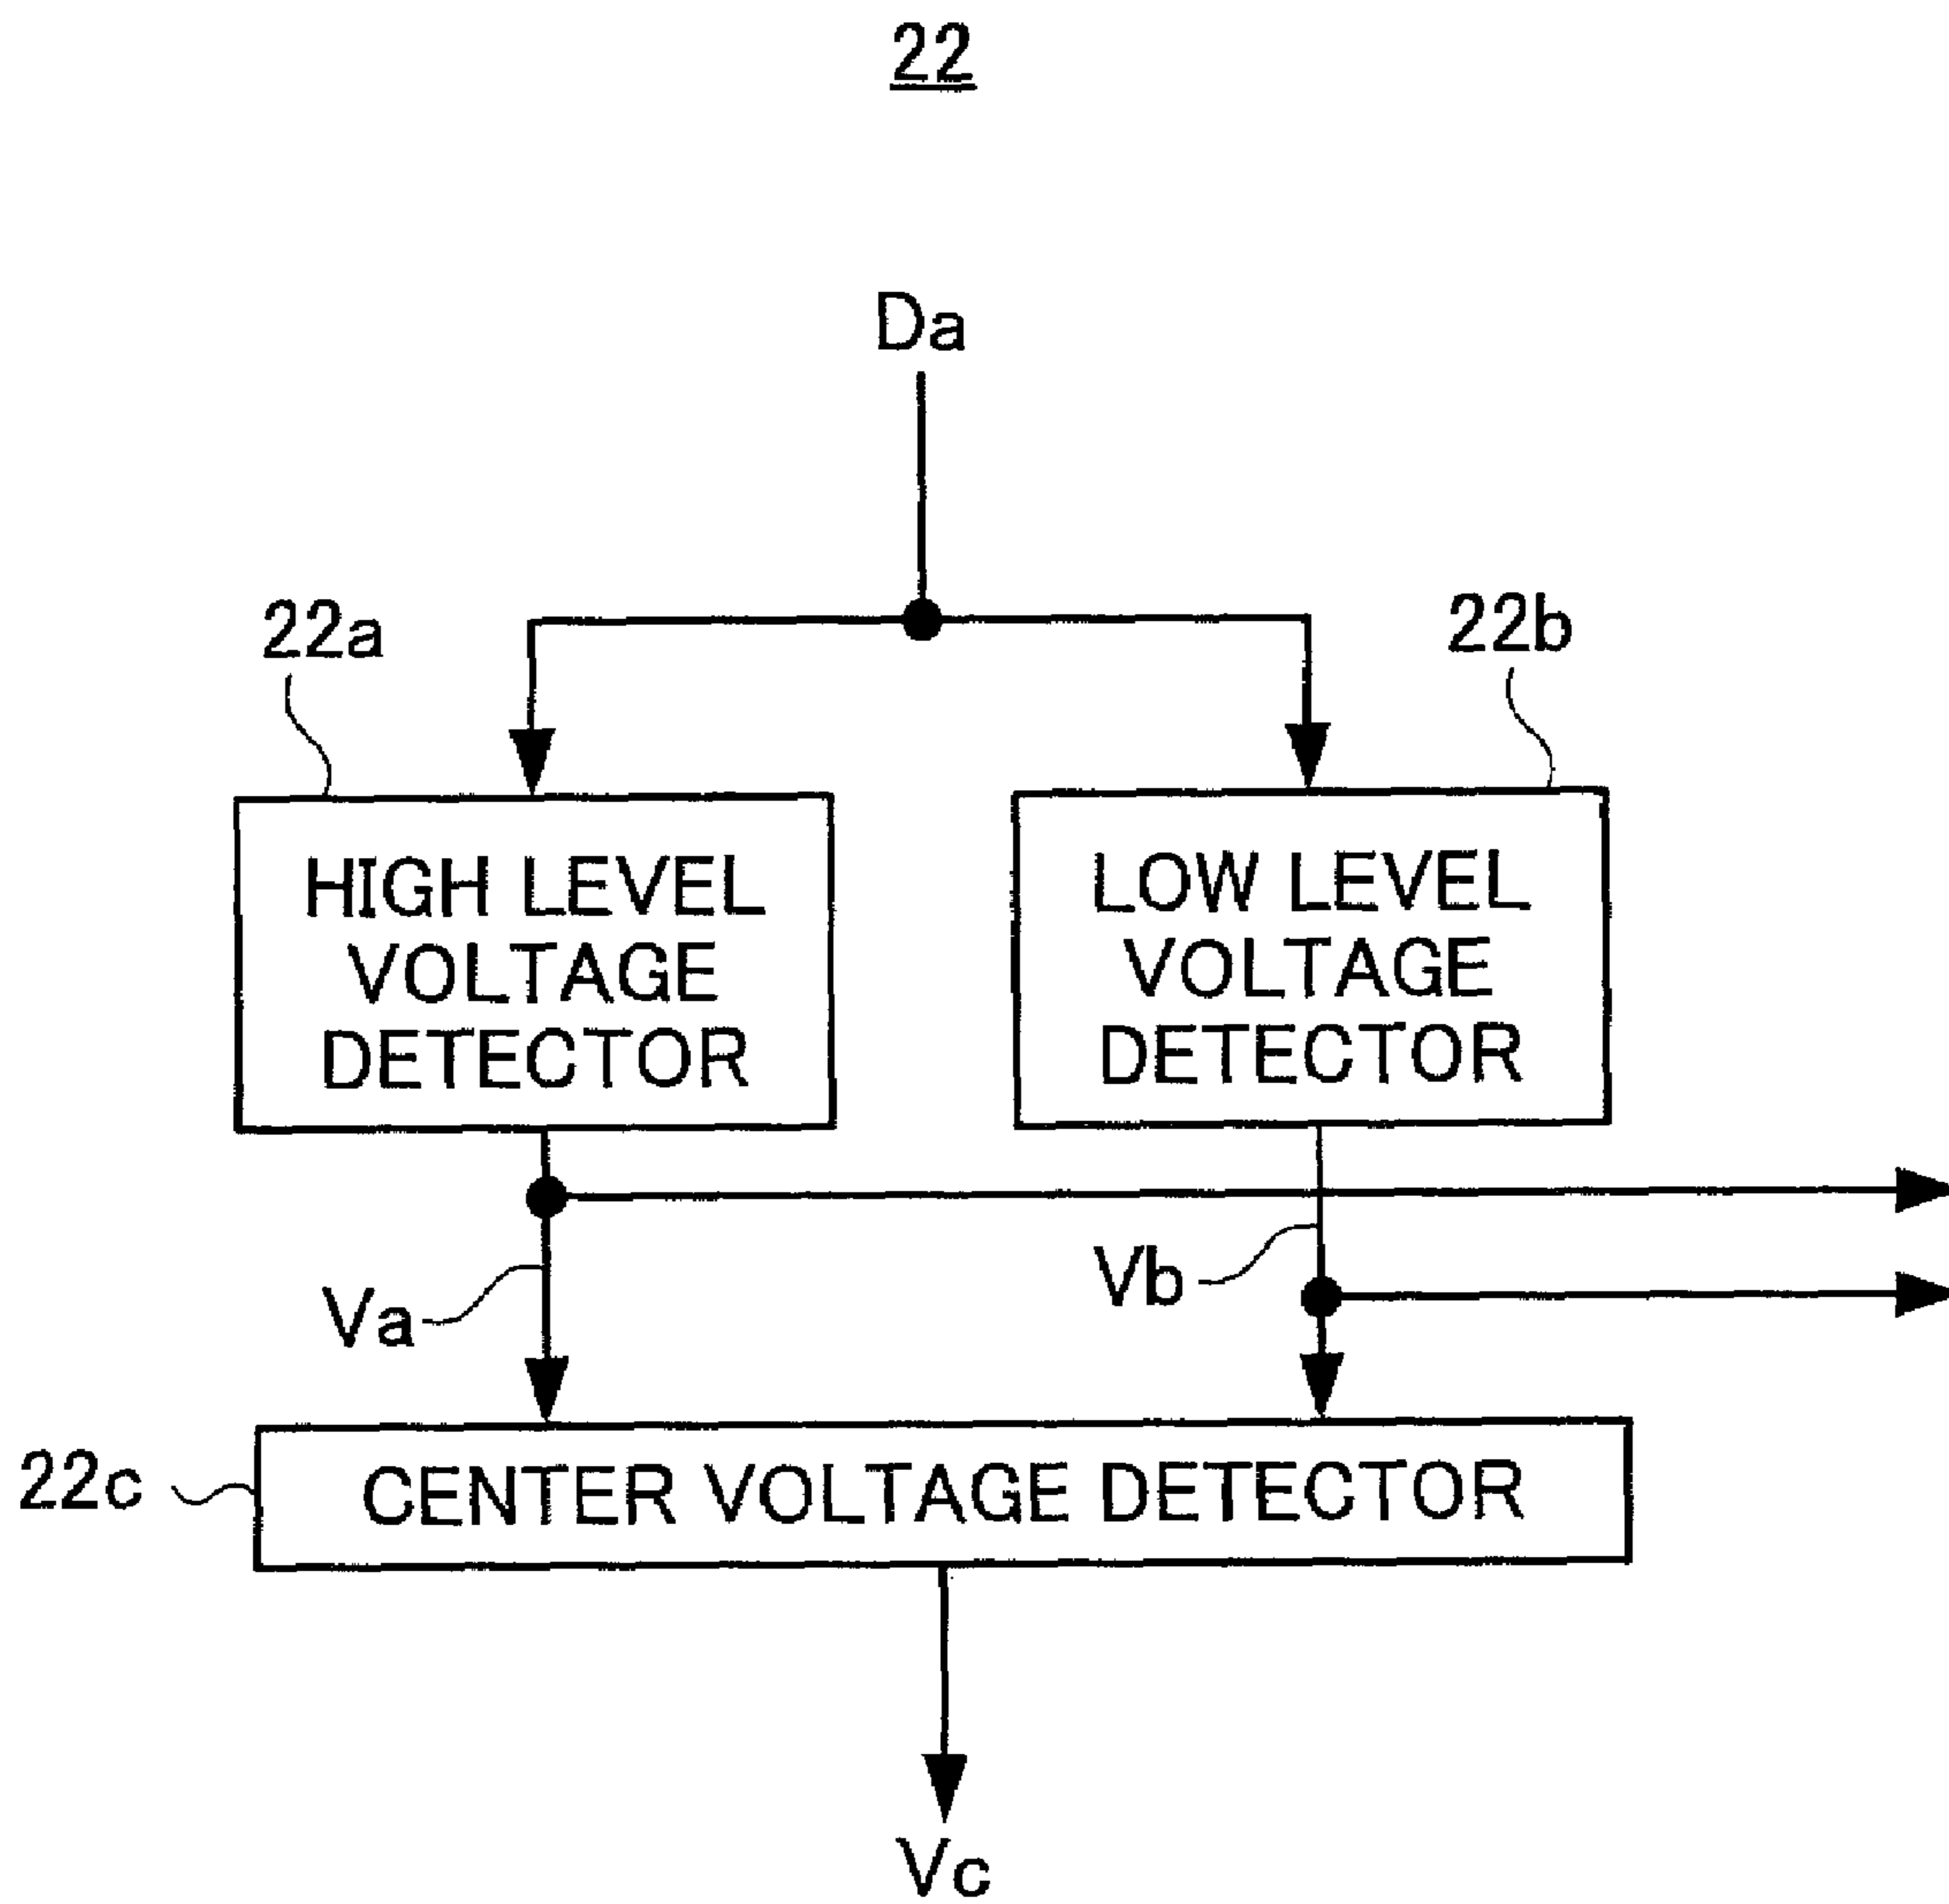 22
Da
22a
22b
HIGH LEVEL
VOLTAGE
DETECTOR
LOW LEVEL
VOLTAGE
DETECTOR
Va
Vb
22c
CENTER VOLTAGE DETECTOR
Vc